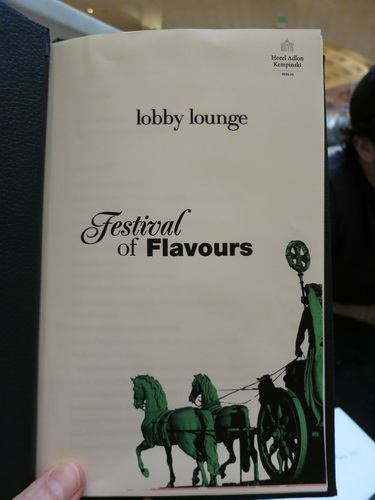 Hotel Adlon
Kempinski
BERLIN
lobby lounge
Festival
of Flavours